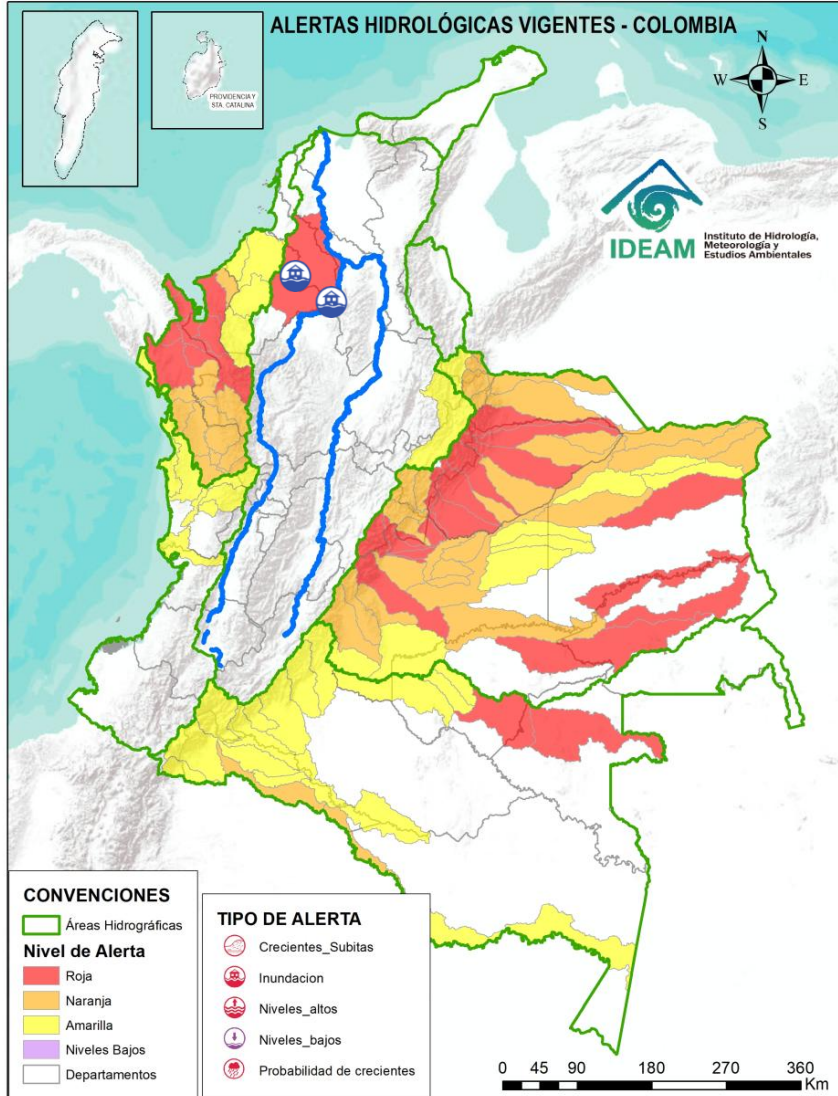 ALERTAS HIDROLÓGICAS VIGENTES - COLOMBIA
PROVIDENCIA Y
STA. CATALINA
N
W
E
S
IDEAM
Instituto de Hidrología,
Meteorología y
Estudios Ambientales
CONVENCIONES
Áreas Hidrográficas
Nivel de Alerta
Roja
Naranja
Amarilla
Niveles Bajos
Departamentos
TIPO DE ALERTA
Crecientes_Subitas
Inundacion
Niveles_altos
Niveles_bajos
Probabilidad de crecientes
0 45 90 180 270 360
Km